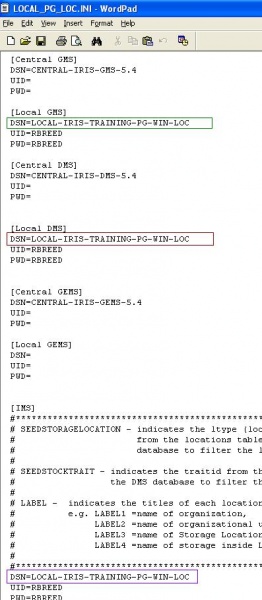 LOCAL_PG_LOC.INI - WordPad
File Edit View Insert Format Help
[Central GMS]
DSN=CENTRAL-IRIS-GMS-5.4
UID=
PWD=
[Local GMS]
DSN=LOCAL-IRIS-TRAINING-PG-WIN-LOC
UID=RBREED
PWD=RBREED
[Central DMS]
DSN=CENTRAL-IRIS-DMS-5.4
UID=
PWD=
[Local DMS]
DSN=LOCAL-IRIS-TRAINING-PG-WIN-LOC
UID=RBREED
PWD=RBREED
[Central GEMS]
DSN=CENTRAL-IRIS-GEMS-5.4
UID=
PWD=
[Local GEMS]
DSN=
UID=
PWD=
[IMS]
#****************************************
# SEEDSTORAGELOCATION - indicates the ltype (loc
# from the locations table
# database to filter the l
#
# SEEDSTOCKTRAIT - indicates the traitid from th
# the DMS database to filter the
#
# LABEL - indicates the titles of each location
# e.g. LABEL1 =name of organization,
# LABEL2 =name of organizational u
# LABEL3 =name of Storage Location
# LABEL4 =name of storage inside L
#
#****************************************
DSN=LOCAL-IRIS-TRAINING-PG-WIN-LOC
UID=RBREED
PWD=RBREED